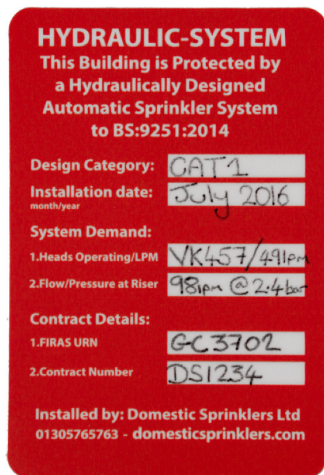 HYDRAULIC-SYSTEM
This Building is Protected by
a Hydraulically Designed
Automatic Sprinkler System
to BS:9251:2014
Design Category: CAT1
Installation date: July 2016
month/year
System Demand:
1.Heads Operating/LPM VK457/49lpm
2.Flow/Pressure at Riser 98lpm @ 2.4bar
Contract Details:
1.FIRAS URN GC3702
2.Contract Number DS1234
Installed by: Domestic Sprinklers Ltd
01305765763 - domesticsprinklers.com